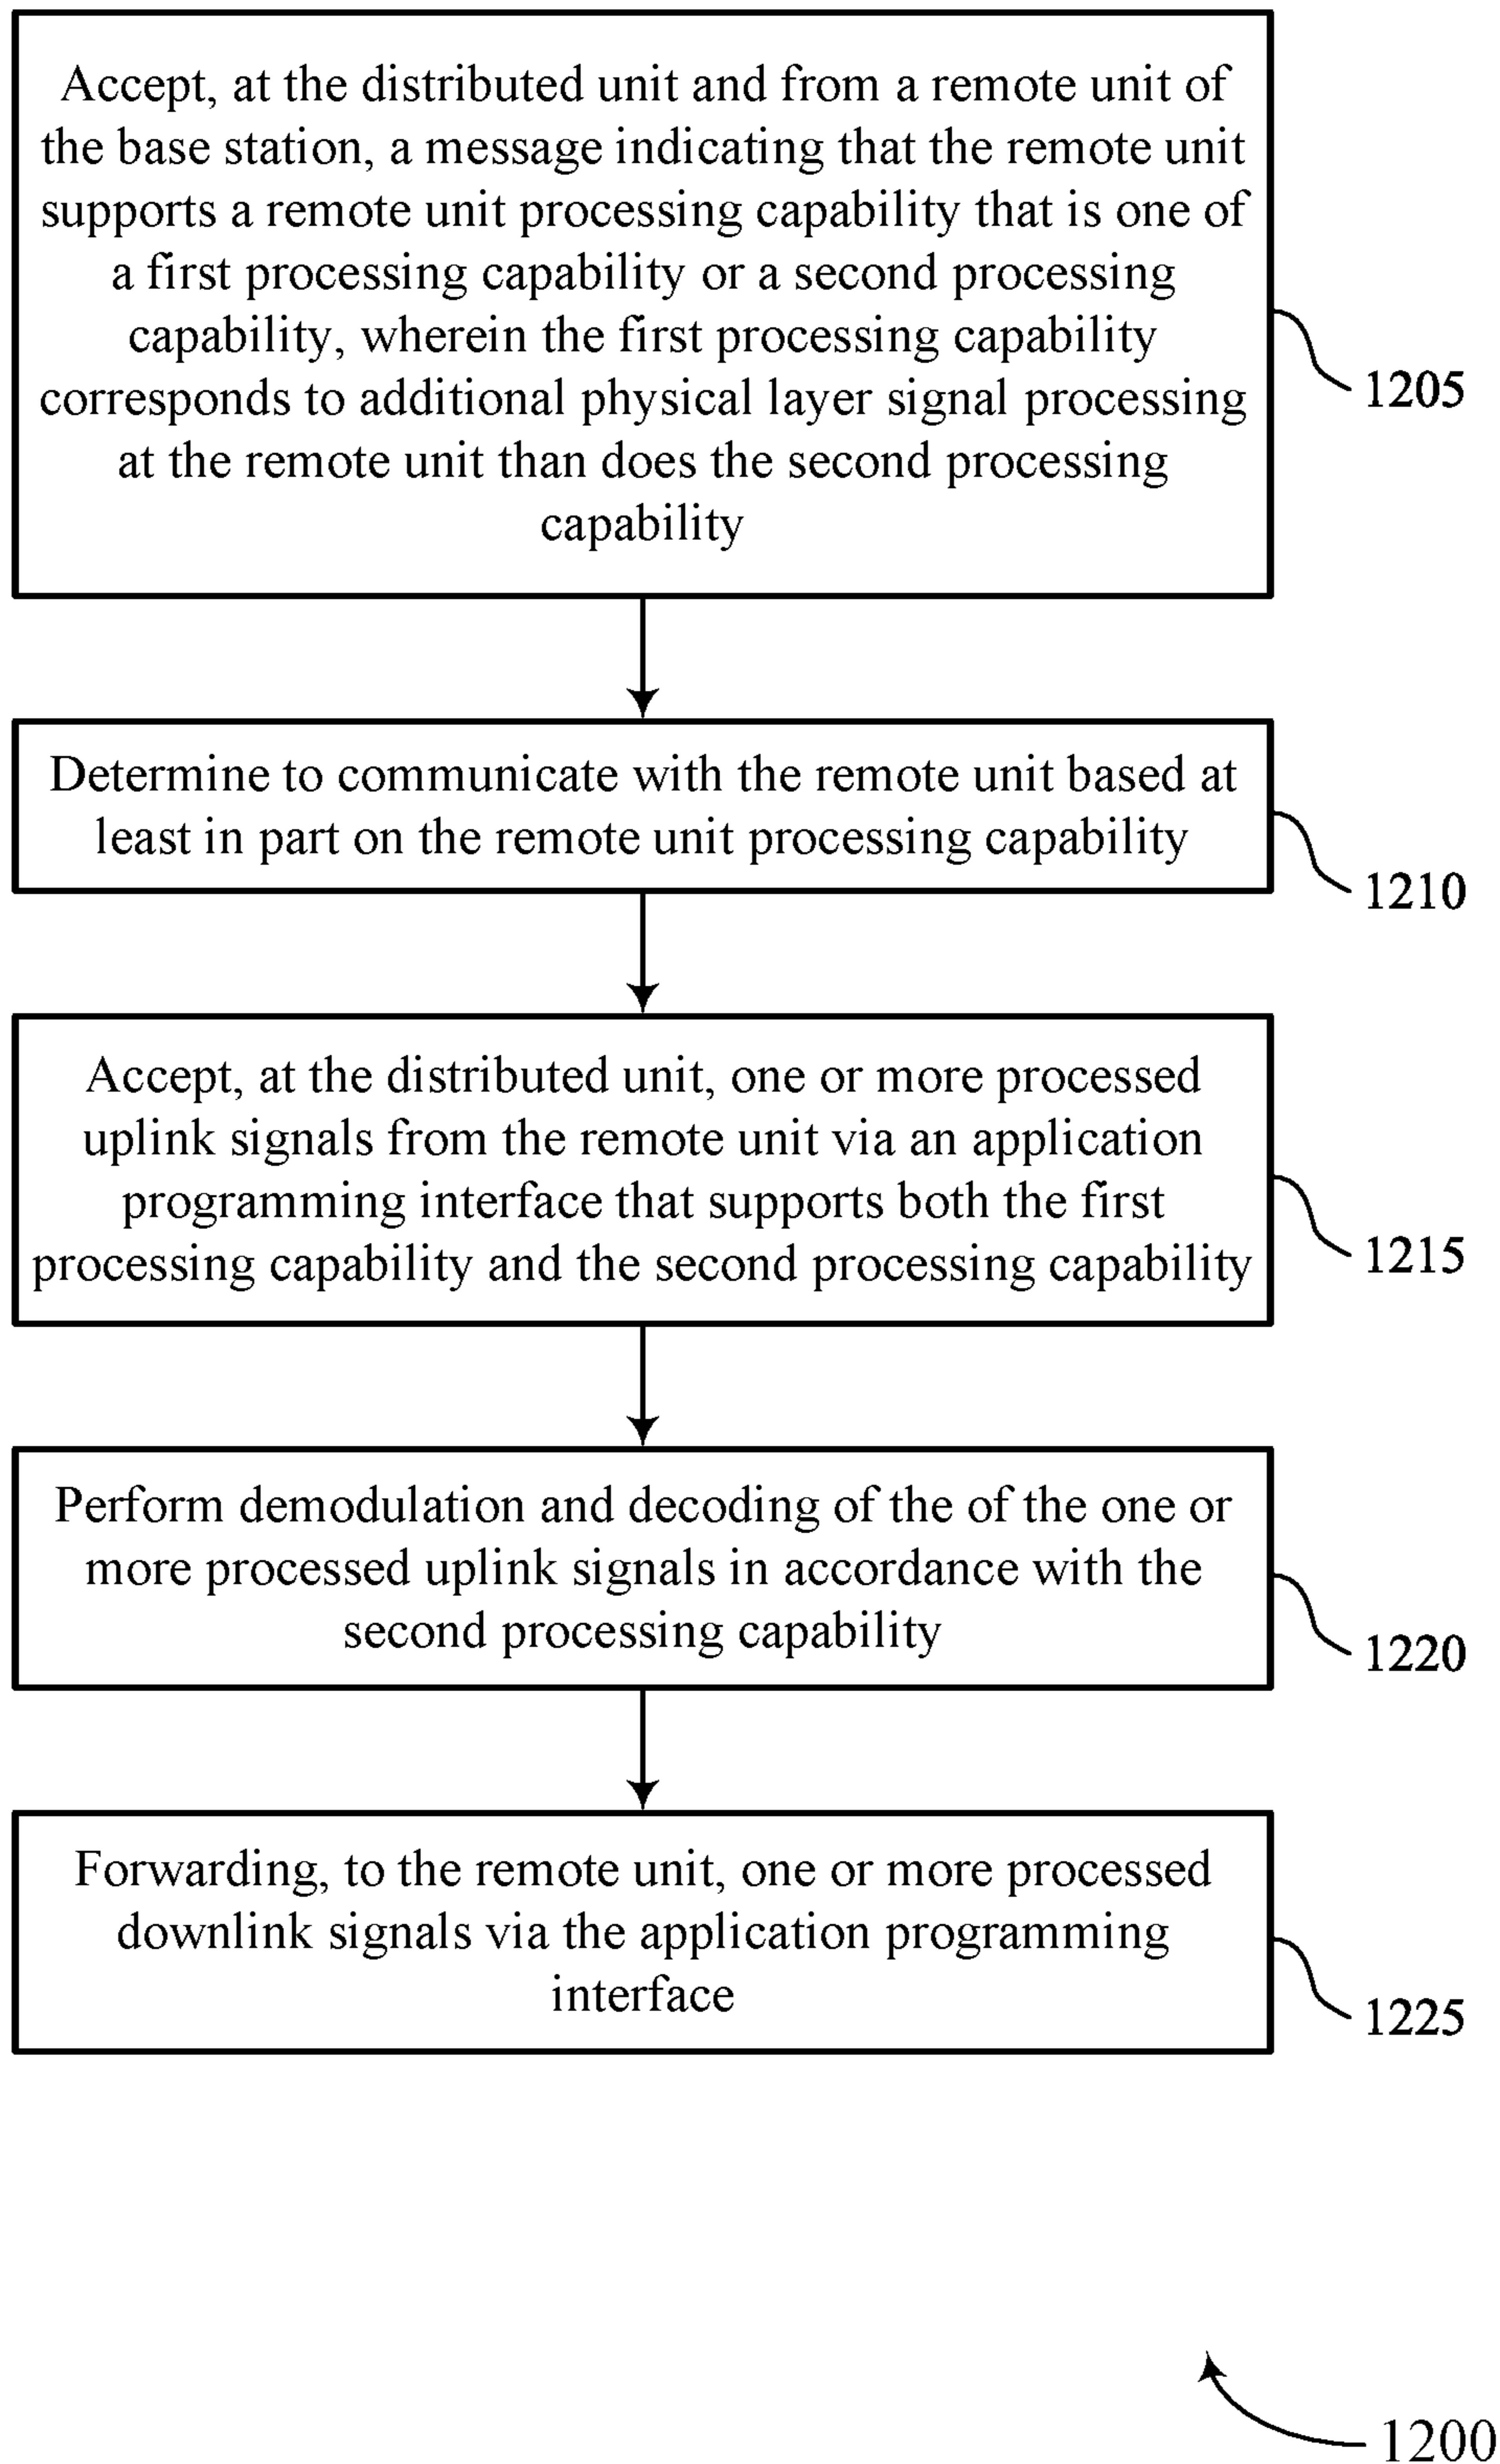 Accept, at the distributed unit and from a remote unit of
the base station, a message indicating that the remote unit
supports a remote unit processing capability that is one of
a first processing capability or a second processing
capability, wherein the first processing capability
corresponds to additional physical layer signal processing
at the remote unit than does the second processing
capability
1205
Determine to communicate with the remote unit based at
least in part on the remote unit processing capability
1210
Accept, at the distributed unit, one or more processed
uplink signals from the remote unit via an application
programming interface that supports both the first
processing capability and the second processing capability
1215
Perform demodulation and decoding of the of the one or
more processed uplink signals in accordance with the
second processing capability
1220
Forwarding, to the remote unit, one or more processed
downlink signals via the application programming
interface
1225
1200